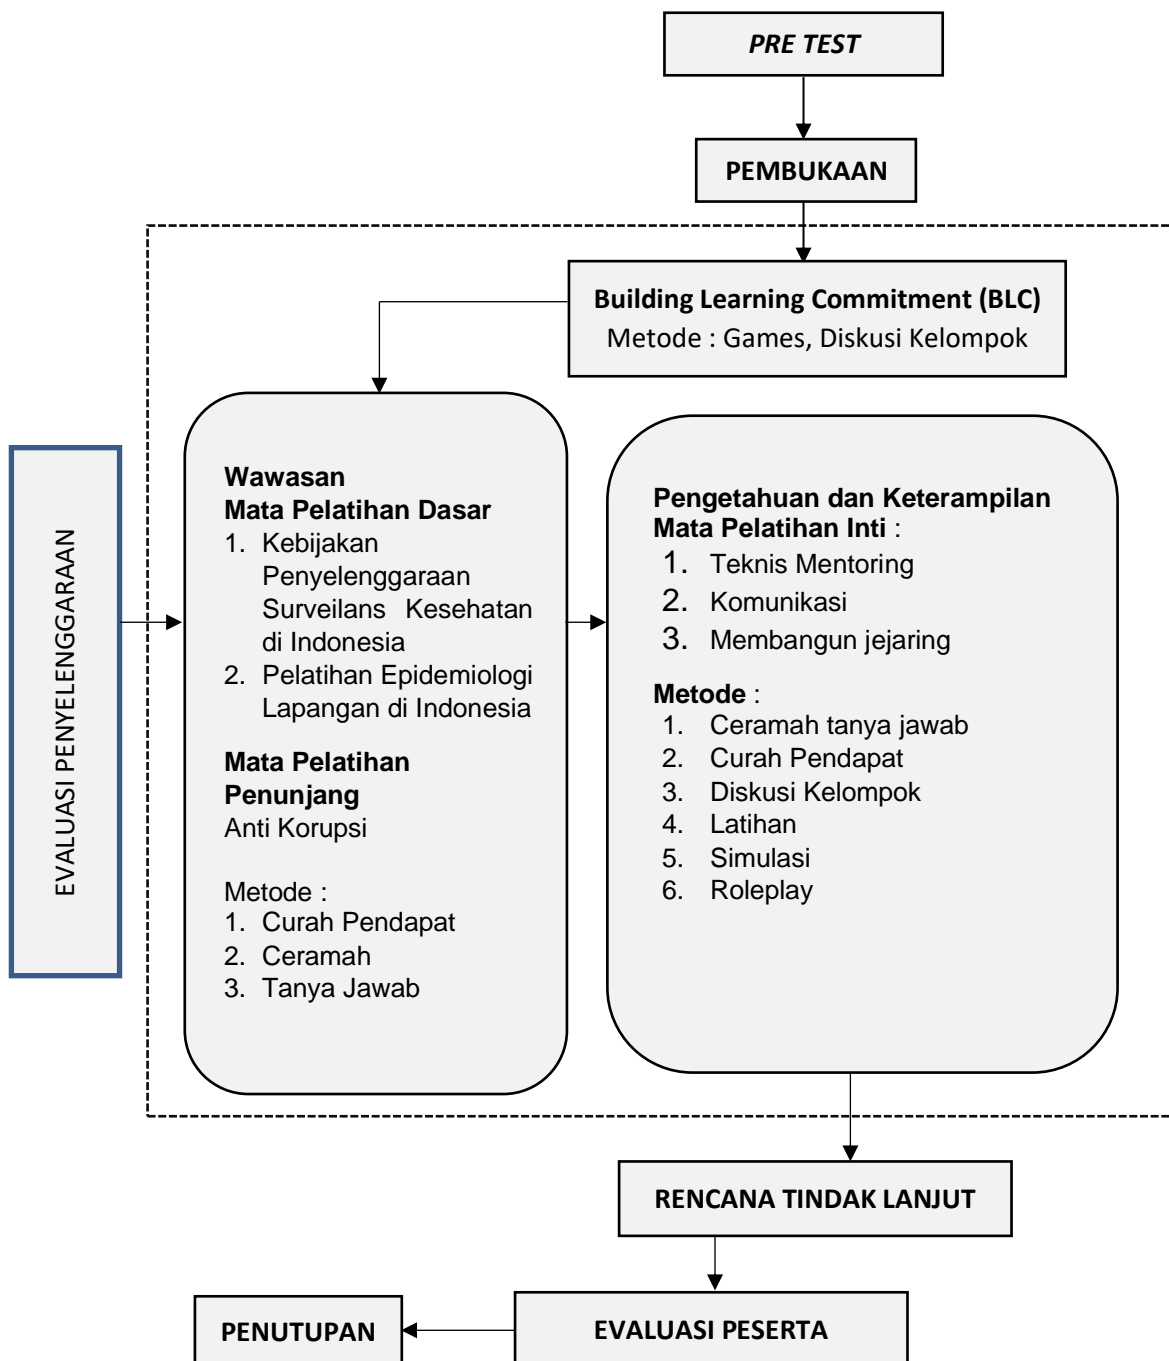 PRE TEST
PEMBUKAAN
Building Learning Commitment (BLC)
Metode : Games, Diskusi Kelompok
EVALUASI PENYELENGGARAAN
Wawasan
Mata Pelatihan Dasar
1. Kebijakan
Penyelenggaraan
Surveilans Kesehatan
di Indonesia
2. Pelatihan Epidemiologi
Lapangan di Indonesia
Mata Pelatihan
Penunjang
Anti Korupsi
Metode :
1. Curah Pendapat
2. Ceramah
3. Tanya Jawab
Pengetahuan dan Keterampilan
Mata Pelatihan Inti :
1. Teknis Mentoring
2. Komunikasi
3. Membangun jejaring
Metode :
1. Ceramah tanya jawab
2. Curah Pendapat
3. Diskusi Kelompok
4. Latihan
5. Simulasi
6. Roleplay
RENCANA TINDAK LANJUT
EVALUASI PESERTA
PENUTUPAN